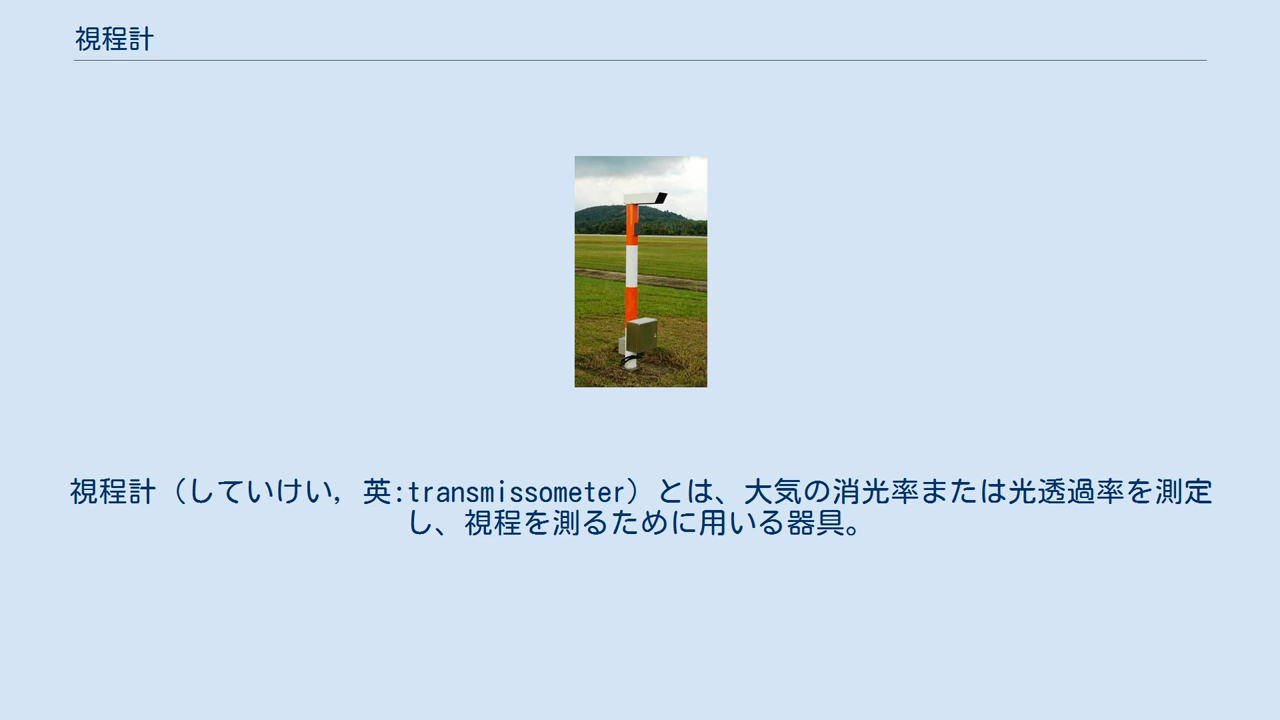 視程計
視程計（していけい，英:transmissometer）とは、大気の消光率または光透過率を測定
し、視程を測るために用いる器具。